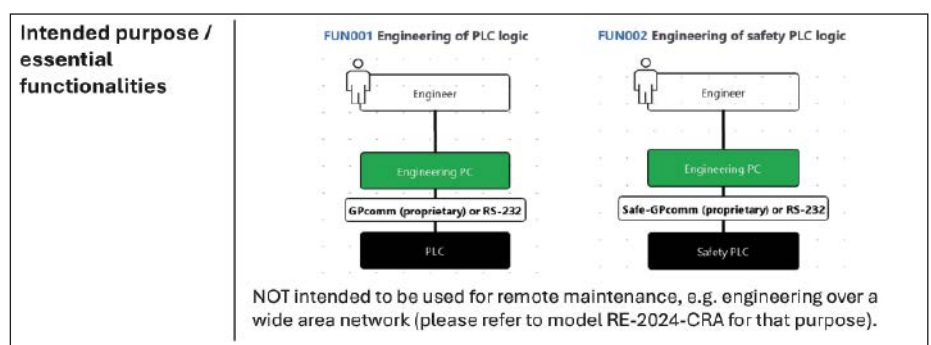 Intended purpose /
essential
functionalities
FUN001 Engineering of PLC logic
Engineer
Engineering PC
GPcomm (proprietary) or RS-232
PLC
FUN002 Engineering of safety PLC logic
Engineer
Engineering PC
Safe-GPcomm (proprietary) or RS-232
Safety PLC
NOT intended to be used for remote maintenance, e.g. engineering over a
wide area network (please refer to model RE-2024-CRA for that purpose).